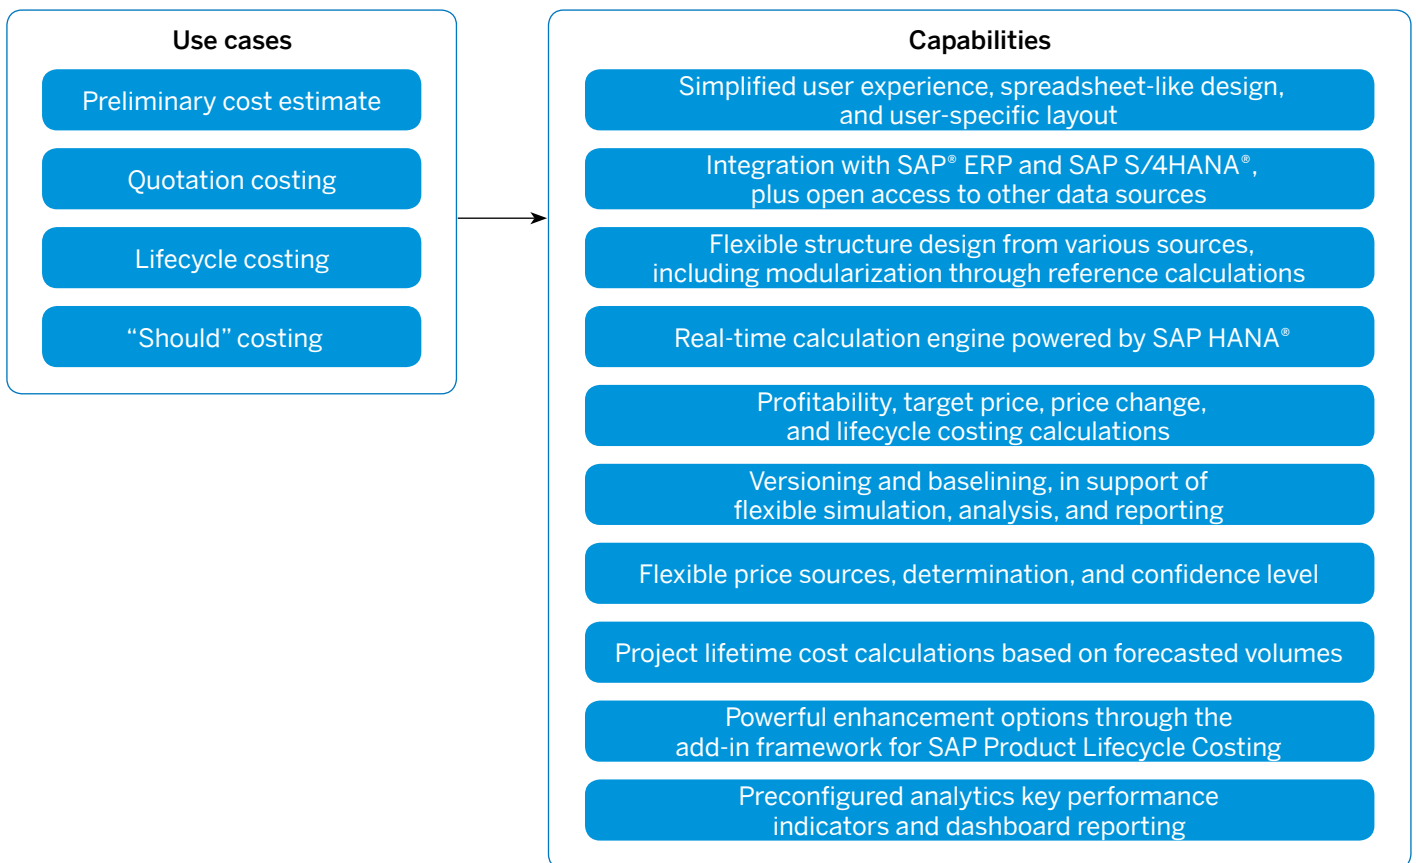 Use cases
Preliminary cost estimate
Quotation costing
Lifecycle costing
“Should” costing
Capabilities
Simplified user experience, spreadsheet-like design,
and user-specific layout
Integration with SAP® ERP and SAP S/4HANA®,
plus open access to other data sources
Flexible structure design from various sources,
including modularization through reference calculations
Real-time calculation engine powered by SAP HANA®
Profitability, target price, price change,
and lifecycle costing calculations
Versioning and baselining, in support of
flexible simulation, analysis, and reporting
Flexible price sources, determination, and confidence level
Project lifetime cost calculations based on forecasted volumes
Powerful enhancement options through the
add-in framework for SAP Product Lifecycle Costing
Preconfigured analytics key performance
indicators and dashboard reporting